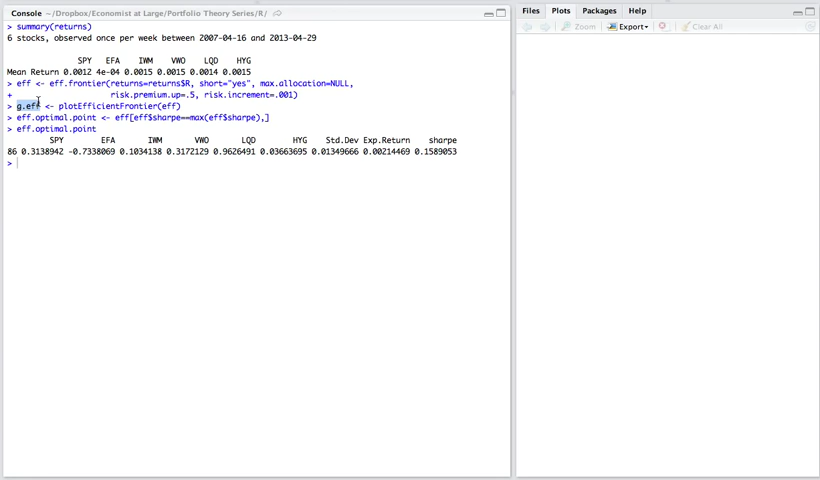 Console ~/Dropbox/Economist at Large/Portfolio Theory Series/R/
> summary(returns)
6 stocks, observed once per week between 2007-04-16 and 2013-04-29
SPY EFA IWM VWO LQD HYG
Mean Return 0.0012 4e-04 0.0015 0.0015 0.0014 0.0015
> eff <- eff.frontier(returns=returns$R, short="yes", max.allocation=NULL,
+ risk.premium.up=.5, risk.increment=.001)
> g.eff <- plotEfficientFrontier(eff)
> eff.optimal.point <- eff[eff$sharpe==max(eff$sharpe),]
> eff.optimal.point
SPY EFA IWM VWO LQD HYG Std.Dev Exp.Return sharpe
86 0.3138942 -0.7338069 0.1034138 0.3172129 0.9626491 0.03663695 0.01349666 0.00214469 0.1589053
>
Files Plots Packages Help
Zoom Export Clear All